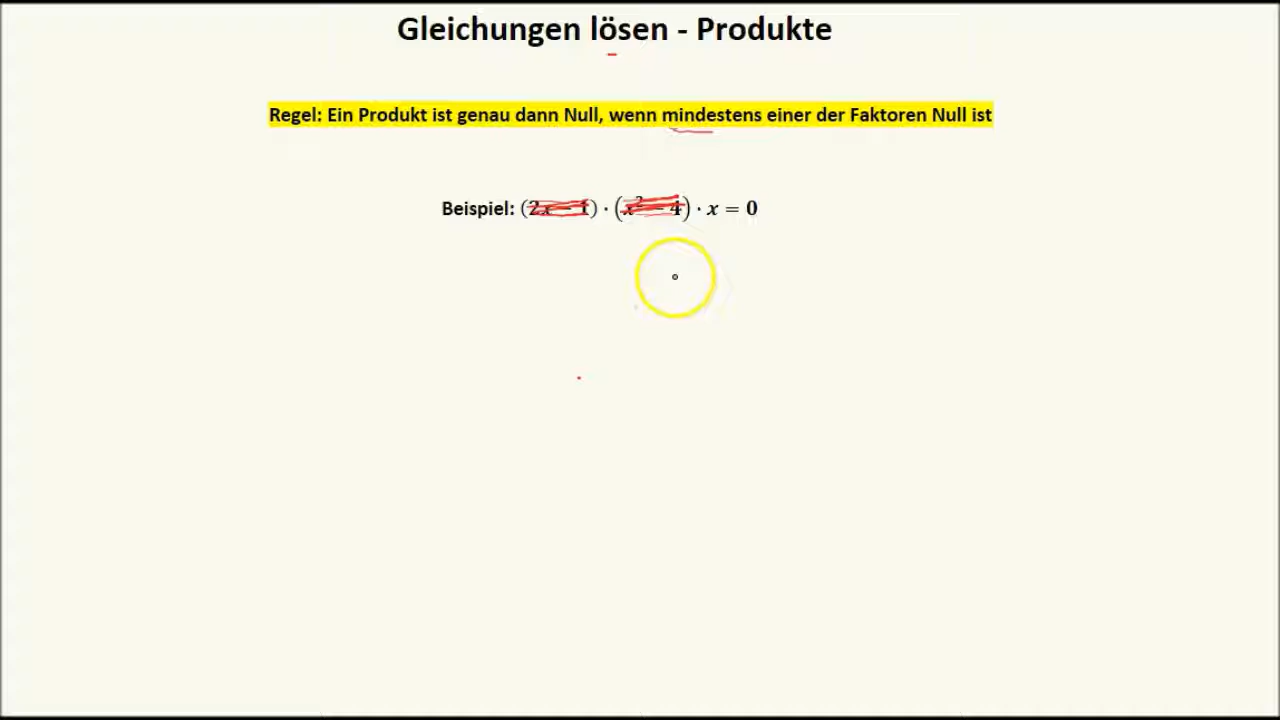 Gleichungen lösen - Produkte
Regel: Ein Produkt ist genau dann Null, wenn mindestens einer der Faktoren Null ist
Beispiel: (2x − 1) · (x² − 4) · x = 0